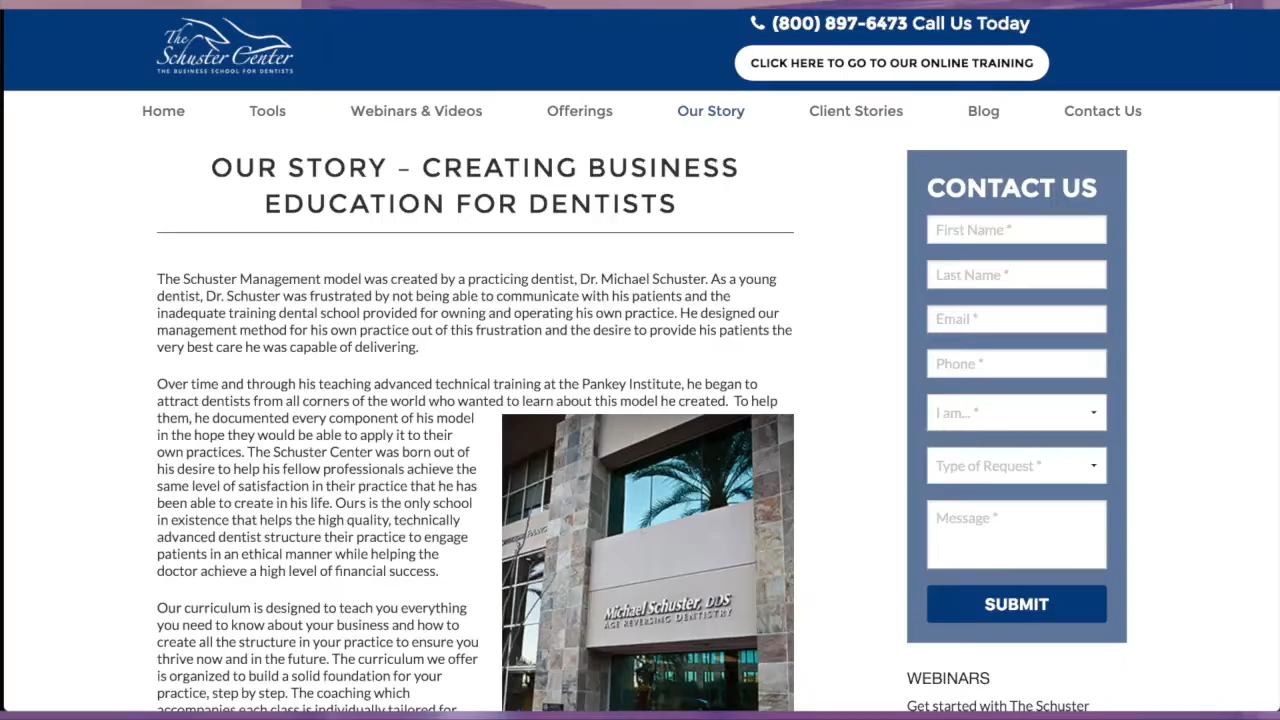 The
Schuster Center
THE BUSINESS SCHOOL FOR DENTISTS
(800) 897-6473 Call Us Today
CLICK HERE TO GO TO OUR ONLINE TRAINING
Home Tools Webinars & Videos Offerings Our Story Client Stories Blog Contact Us
OUR STORY – CREATING BUSINESS
EDUCATION FOR DENTISTS
The Schuster Management model was created by a practicing dentist, Dr. Michael Schuster. As a young
dentist, Dr. Schuster was frustrated by not being able to communicate with his patients and the
inadequate training dental school provided for owning and operating his own practice. He designed our
management method for his own practice out of this frustration and the desire to provide his patients the
very best care he was capable of delivering.
Over time and through his teaching advanced technical training at the Pankey Institute, he began to
attract dentists from all corners of the world who wanted to learn about this model he created. To help
them, he documented every component of his model
in the hope they would be able to apply it to their
own practices. The Schuster Center was born out of
his desire to help his fellow professionals achieve the
same level of satisfaction in their practice that he has
been able to create in his life. Ours is the only school
in existence that helps the high quality, technically
advanced dentist structure their practice to engage
patients in an ethical manner while helping the
doctor achieve a high level of financial success.
Our curriculum is designed to teach you everything
you need to know about your business and how to
create all the structure in your practice to ensure you
thrive now and in the future. The curriculum we offer
is organized to build a solid foundation for your
practice, step by step. The coaching which
accompanies each class is individually tailored for
Michael Schuster, DDS
AGE REVERSING DENTISTRY
CONTACT US
First Name *
Last Name *
Email *
Phone *
I am... *
Type of Request *
Message *
SUBMIT
WEBINARS
Get started with The Schuster